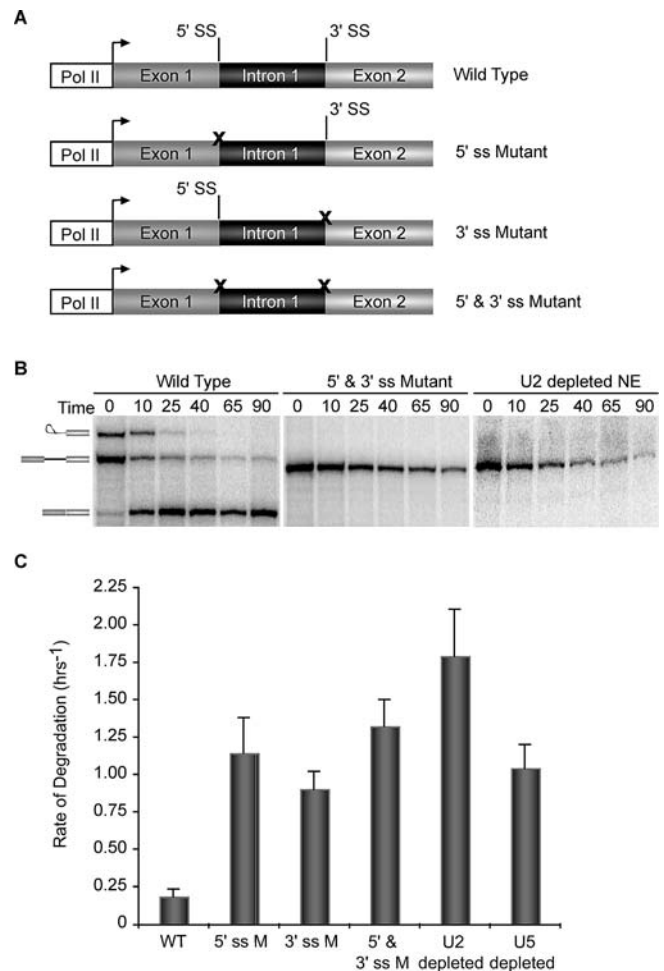 A
5' SS 3' SS
Pol II Exon 1 Intron 1 Exon 2 Wild Type
3' SS
Pol II X Exon 1 Intron 1 Exon 2 5' ss Mutant
5' SS
Pol II Exon 1 Intron 1 X Exon 2 3' ss Mutant
Pol II Exon 1 X Intron 1 X Exon 2 5' & 3' ss Mutant
B
Wild Type 5' & 3' ss Mutant U2 depleted NE
Time 0 10 25 40 65 90 0 10 25 40 65 90 0 10 25 40 65 90
C
Rate of Degradation (hrs-1)
2.25
2.00
1.75
1.50
1.25
1.00
0.75
0.50
0.25
0
WT 5' ss M 3' ss M 5' & U2 U5
3' ss M depleted depleted